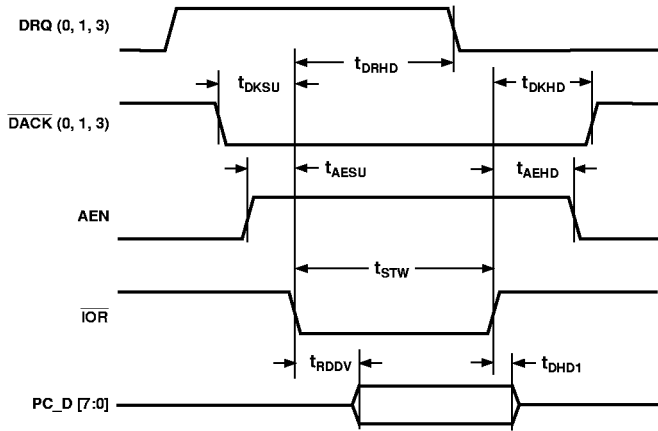 DRQ (0, 1, 3)
tDRHD
tDKSU
tDKHD
DACK (0, 1, 3)
tAESU
tAEHD
AEN
tSTW
IOR
tRDDV
tDHD1
PC_D [7:0]